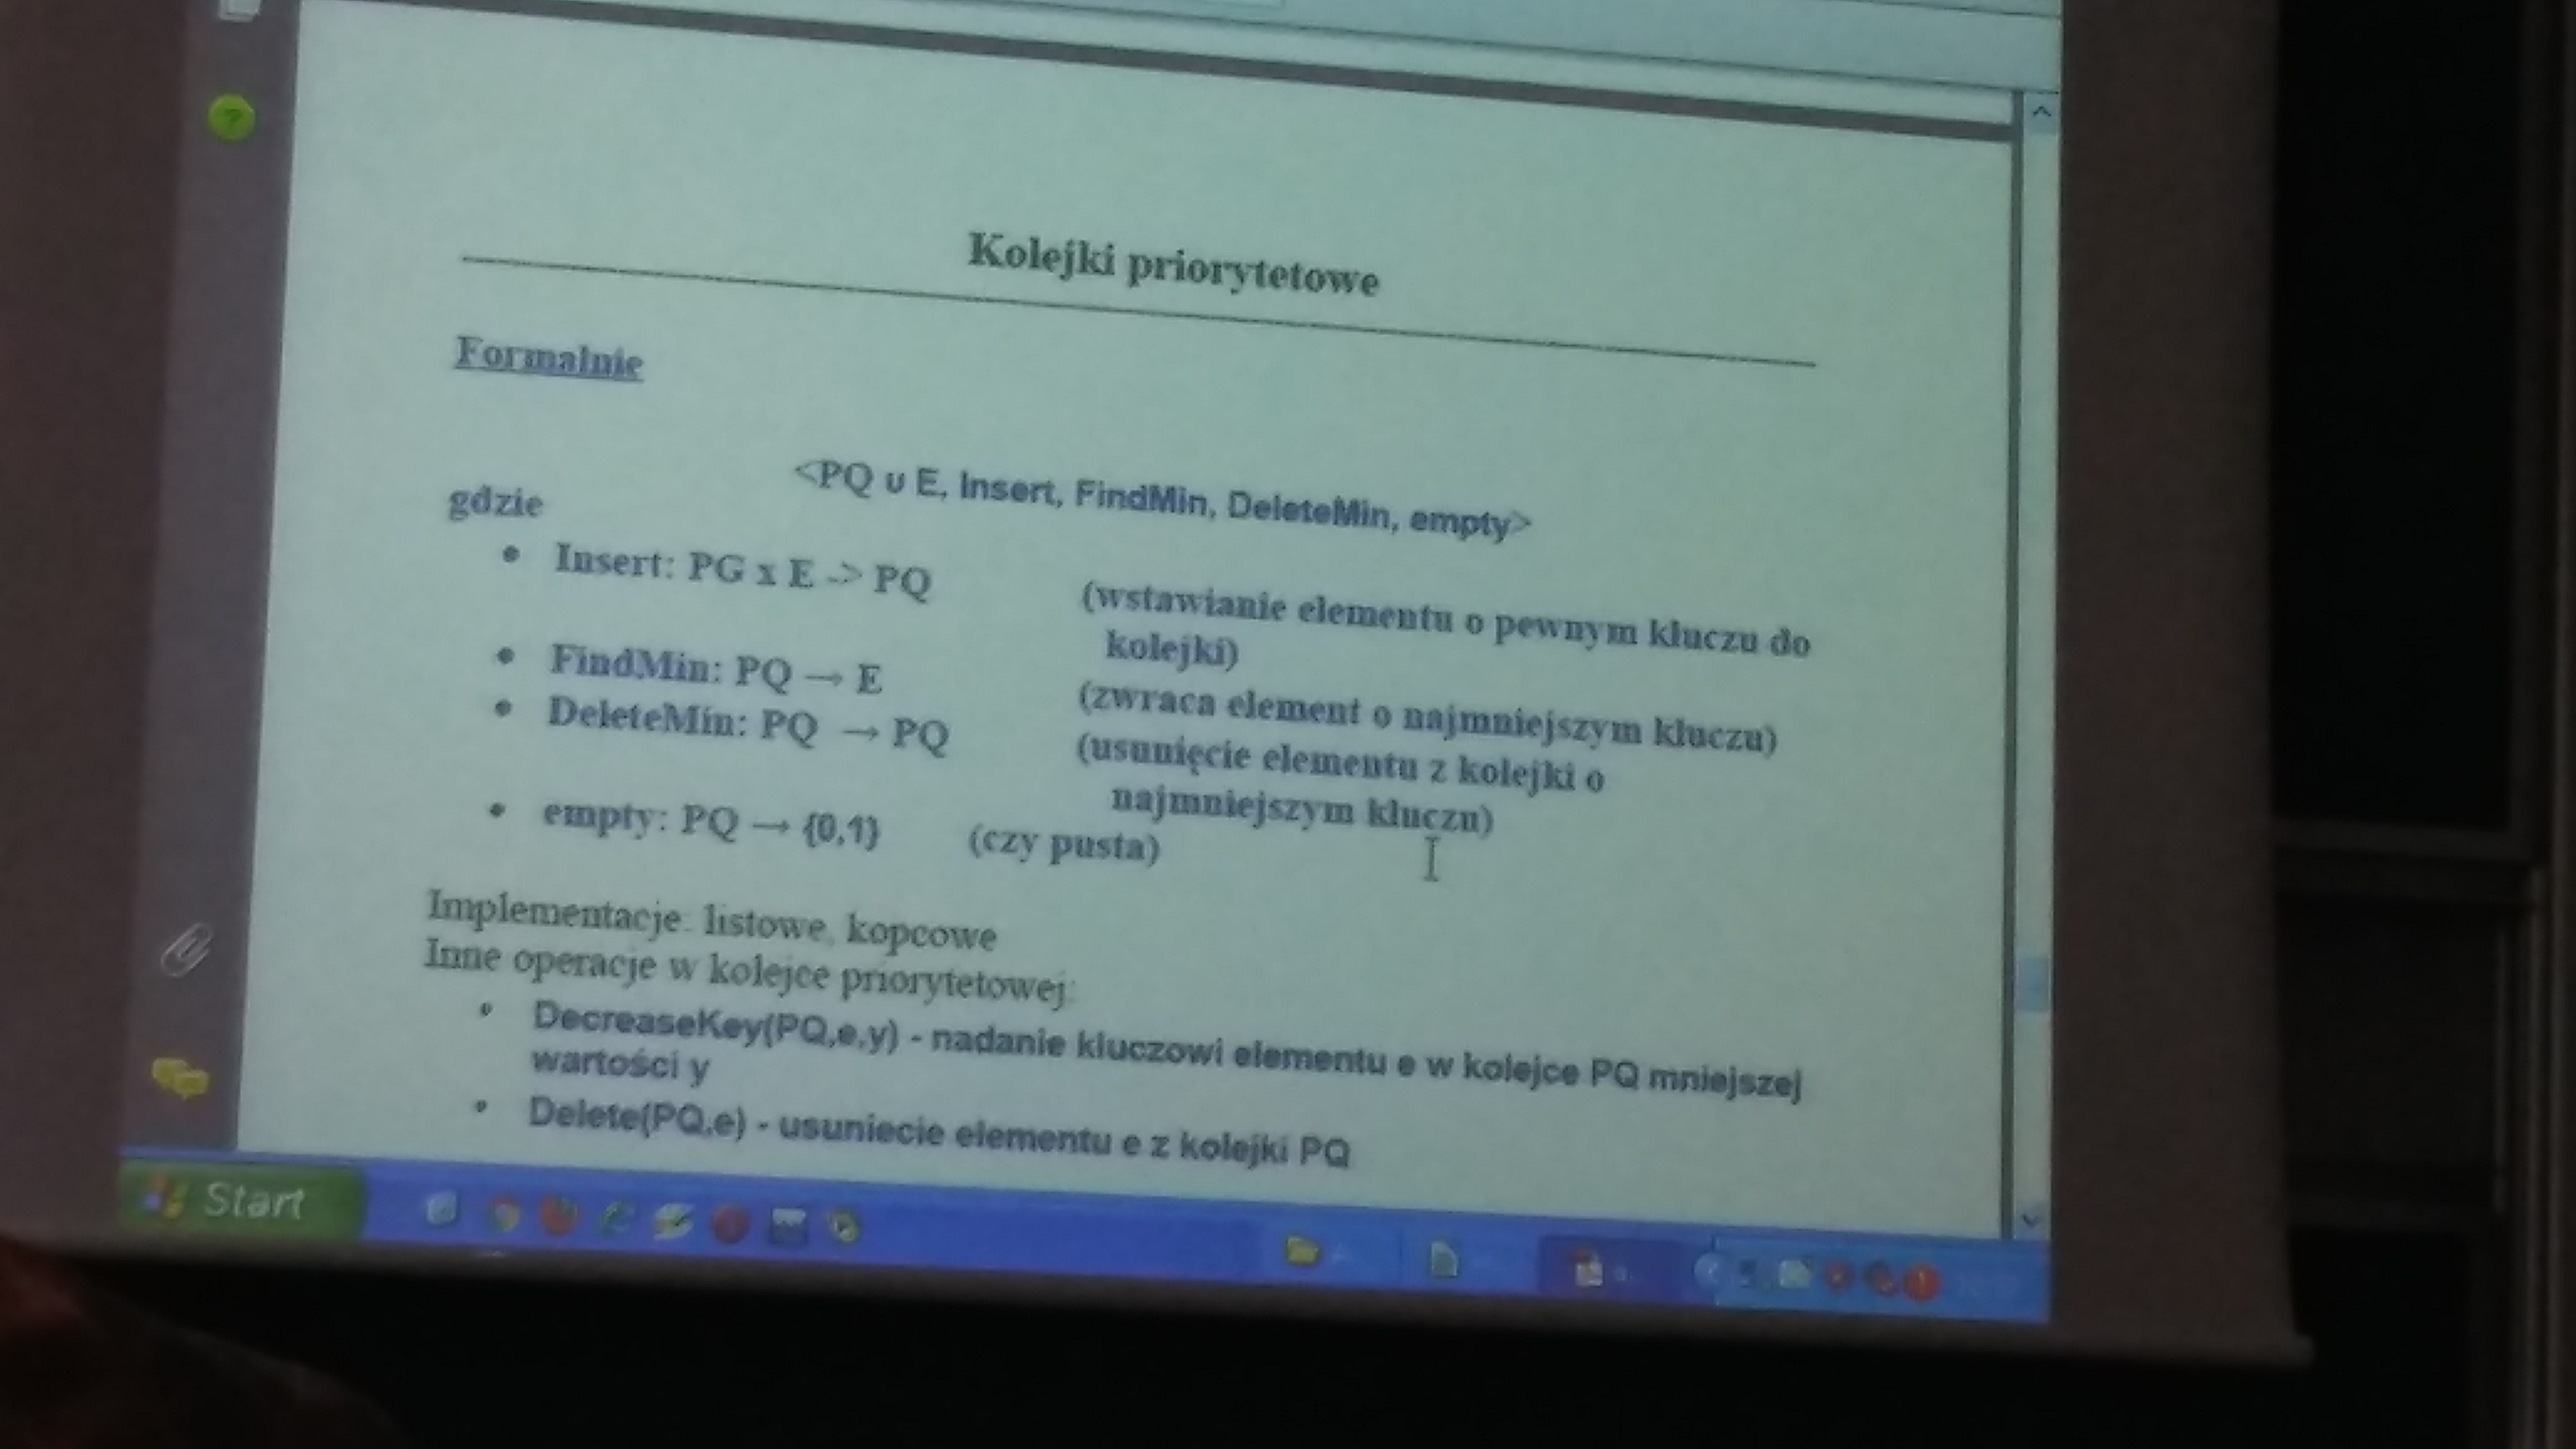 Kolejki priorytetowe
Formalnie
<PQ υ E, Insert, FindMin, DeleteMin, empty>
gdzie
• Insert: PG x E -> PQ (wstawianie elementu o pewnym kluczu do
kolejki)
• FindMin: PQ → E (zwraca element o najmniejszym kluczu)
• DeleteMin: PQ → PQ (usunięcie elementu z kolejki o
najmniejszym kluczu)
• empty: PQ → {0,1} (czy pusta)
Implementacje: listowe, kopcowe
Inne operacje w kolejce priorytetowej:
• DecreaseKey(PQ,e,y) - nadanie kluczowi elementu e w kolejce PQ mniejszej
wartości y
• Delete(PQ,e) - usuniecie elementu e z kolejki PQ
Start